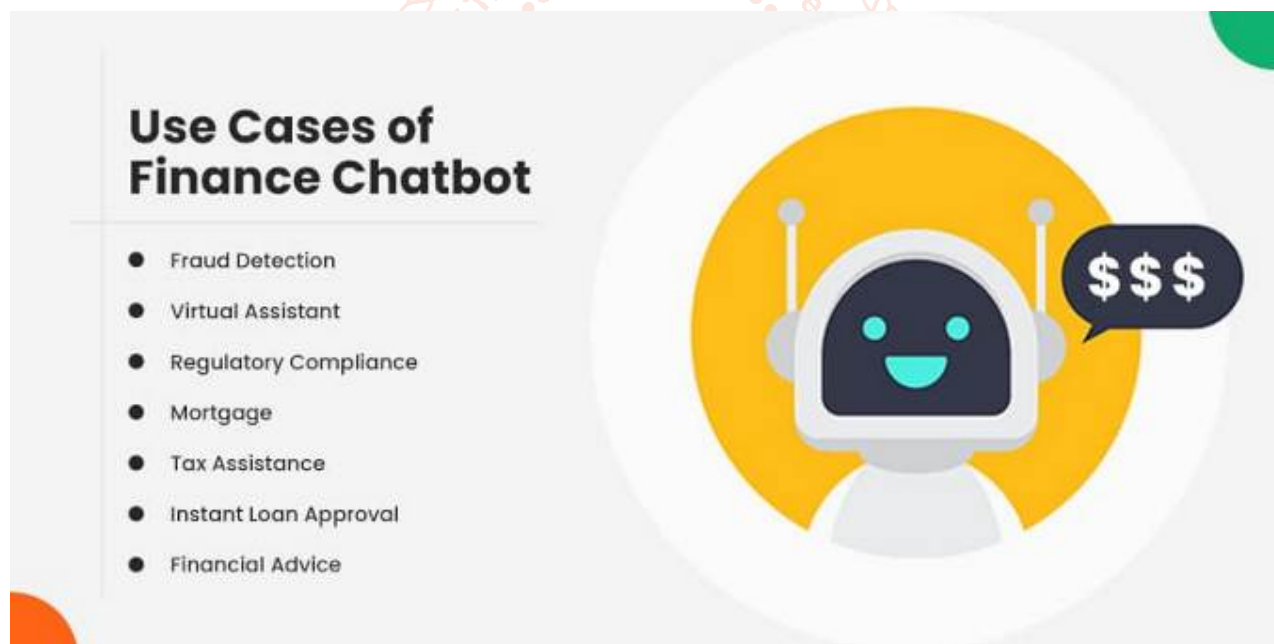 Use Cases of
Finance Chatbot
Fraud Detection
Virtual Assistant
Regulatory Compliance
Mortgage
Tax Assistance
Instant Loan Approval
Financial Advice
$$$